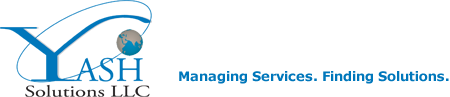 YASH
Solutions LLC
Managing Services. Finding Solutions.